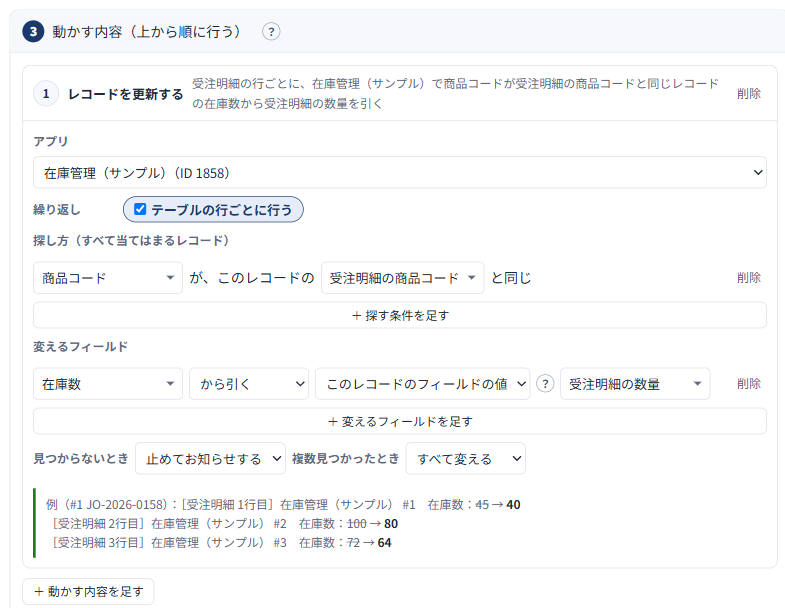 3 動かす内容（上から順に行う） ?
1 レコードを更新する 受注明細の行ごとに、在庫管理（サンプル）で商品コードが受注明細の商品コードと同じレコード
の在庫数から受注明細の数量を引く 削除
アプリ
在庫管理（サンプル）（ID 1858）
繰り返し テーブルの行ごとに行う
探し方（すべて当てはまるレコード）
商品コード が、このレコードの 受注明細の商品コード と同じ 削除
＋ 探す条件を足す
変えるフィールド
在庫数 から引く このレコードのフィールドの値 ? 受注明細の数量 削除
＋ 変えるフィールドを足す
見つからないとき 止めてお知らせする 複数見つかったとき すべて変える
例（#1 JO-2026-0158）：［受注明細 1行目］在庫管理（サンプル） #1 在庫数：45 → 40
［受注明細 2行目］在庫管理（サンプル） #2 在庫数：100 → 80
［受注明細 3行目］在庫管理（サンプル） #3 在庫数：72 → 64
＋ 動かす内容を足す